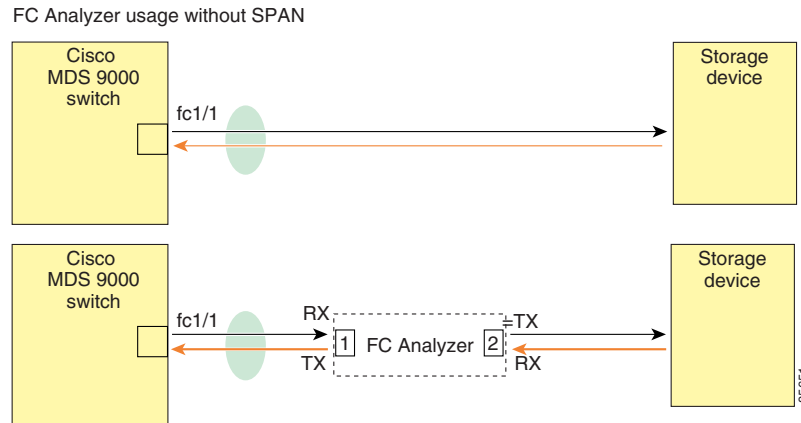 FC Analyzer usage without SPAN
Cisco
MDS 9000
switch
Storage
device
fc1/1
Cisco
MDS 9000
switch
Storage
device
fc1/1
RX
=TX
1
FC Analyzer
2
TX
RX